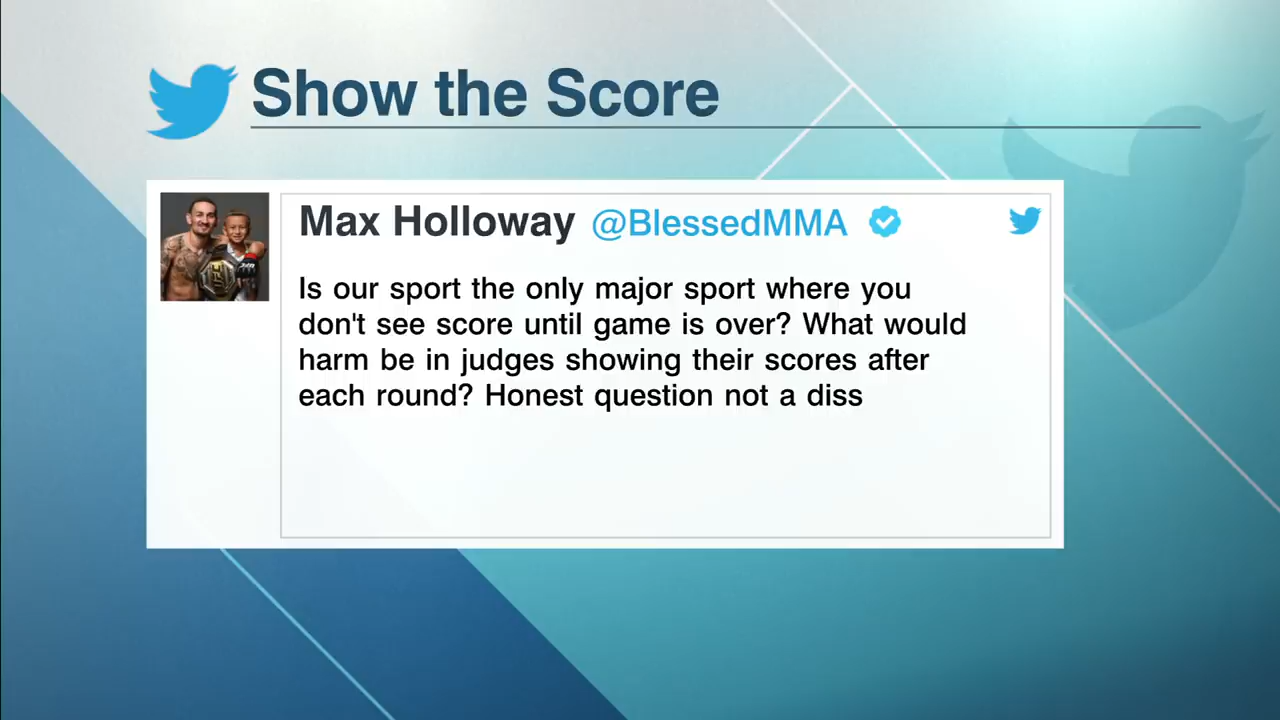 Show the Score
Max Holloway @BlessedMMA
Is our sport the only major sport where you
don't see score until game is over? What would
harm be in judges showing their scores after
each round? Honest question not a diss